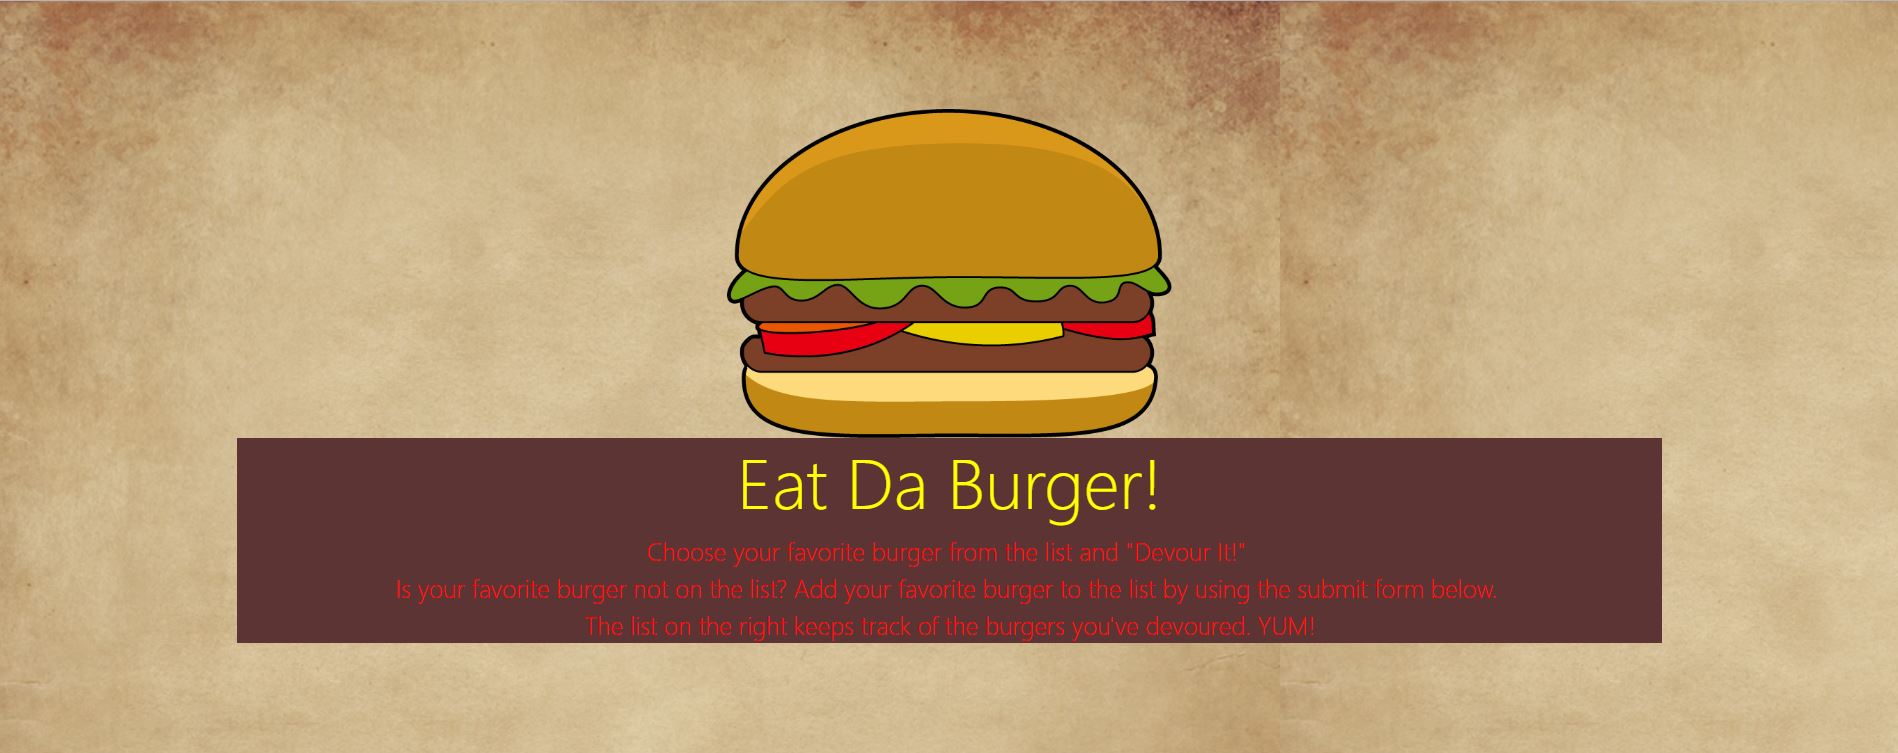 Eat Da Burger!
Choose your favorite burger from the list and "Devour It!"
Is your favorite burger not on the list? Add your favorite burger to the list by using the submit form below.
The list on the right keeps track of the burgers you've devoured. YUM!